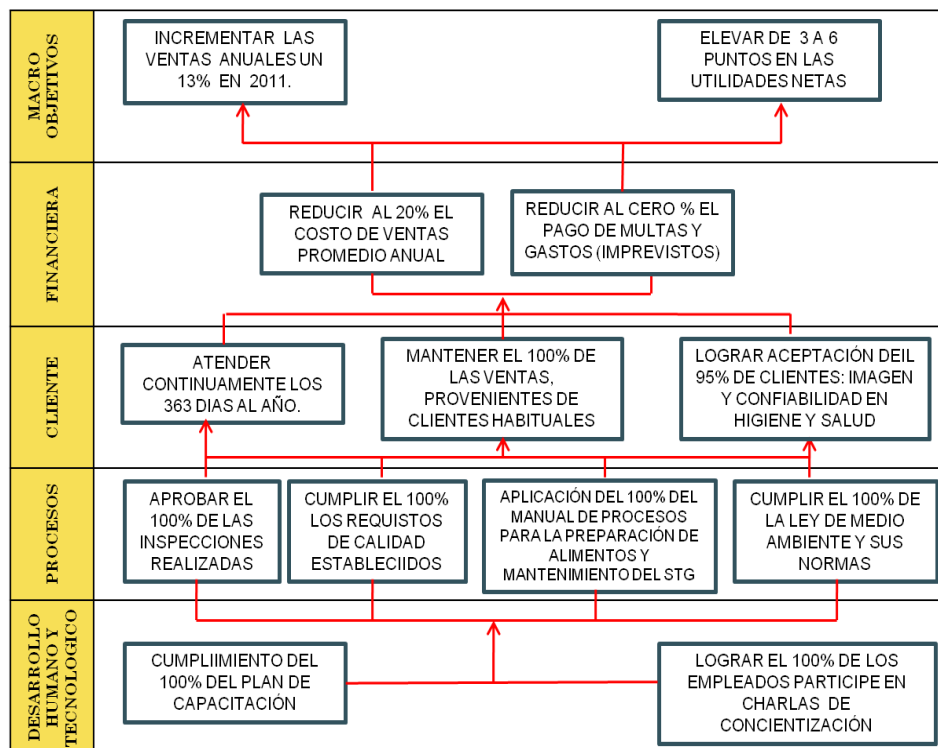 MACRO
OBJETIVOS
INCREMENTAR LAS
VENTAS ANUALES UN
13% EN 2011.
ELEVAR DE 3 A 6
PUNTOS EN LAS
UTILIDADES NETAS
FINANCIERA
REDUCIR AL 20% EL
COSTO DE VENTAS
PROMEDIO ANUAL
REDUCIR AL CERO % EL
PAGO DE MULTAS Y
GASTOS (IMPREVISTOS)
CLIENTE
ATENDER
CONTINUAMENTE LOS
363 DIAS AL AÑO.
MANTENER EL 100% DE
LAS VENTAS,
PROVENIENTES DE
CLIENTES HABITUALES
LOGRAR ACEPTACIÓN DEIL
95% DE CLIENTES: IMAGEN
Y CONFIABILIDAD EN
HIGIENE Y SALUD
PROCESOS
APROBAR EL
100% DE LAS
INSPECCIONES
REALIZADAS
CUMPLIR EL 100%
LOS REQUISTOS
DE CALIDAD
ESTABLECIIDOS
APLICACIÓN DEL 100% DEL
MANUAL DE PROCESOS
PARA LA PREPARACIÓN DE
ALIMENTOS Y
MANTENIMIENTO DEL STG
CUMPLIR EL 100% DE
LA LEY DE MEDIO
AMBIENTE Y SUS
NORMAS
DESARROLLO
HUMANO Y
TECNOLOGICO
CUMPLIIMIENTO DEL
100% DEL PLAN DE
CAPACITACIÓN
LOGRAR EL 100% DE LOS
EMPLEADOS PARTICIPE EN
CHARLAS DE
CONCIENTIZACIÓN